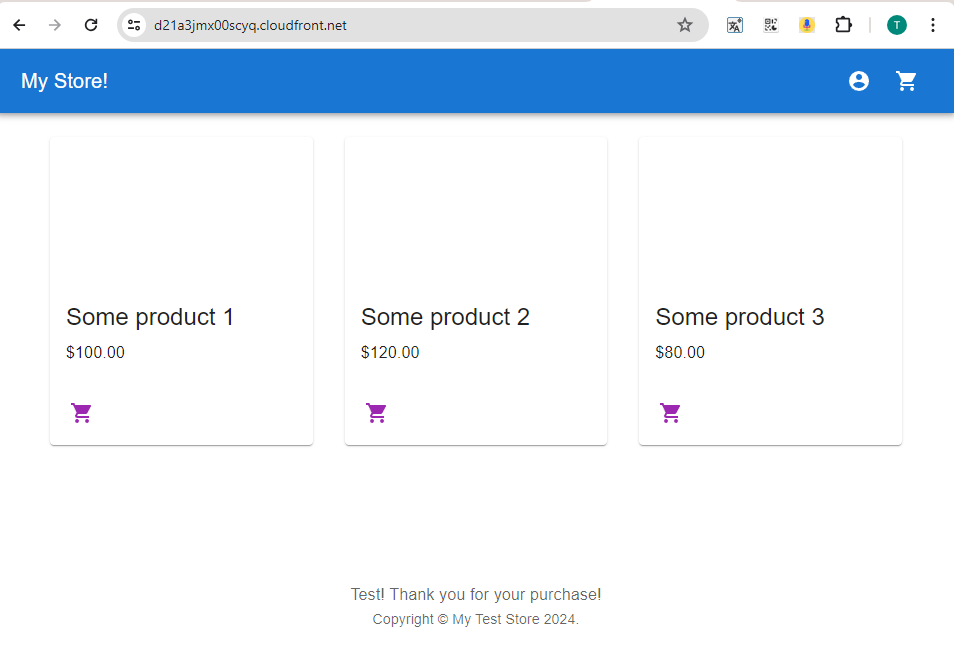 d21a3jmx00scyq.cloudfront.net
T
My Store!
Some product 1
$100.00
Some product 2
$120.00
Some product 3
$80.00
Test! Thank you for your purchase!
Copyright © My Test Store 2024.